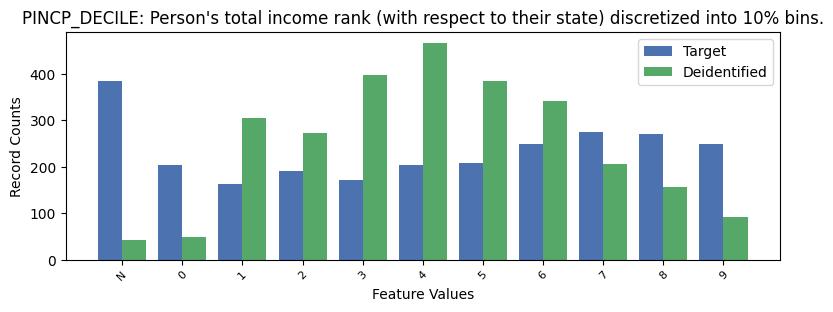 PINCP_DECILE: Person's total income rank (with respect to their state) discretized into 10% bins.
Target
Deidentified
Record Counts
400
300
200
100
0
N 0 1 2 3 4 5 6 7 8 9
Feature Values